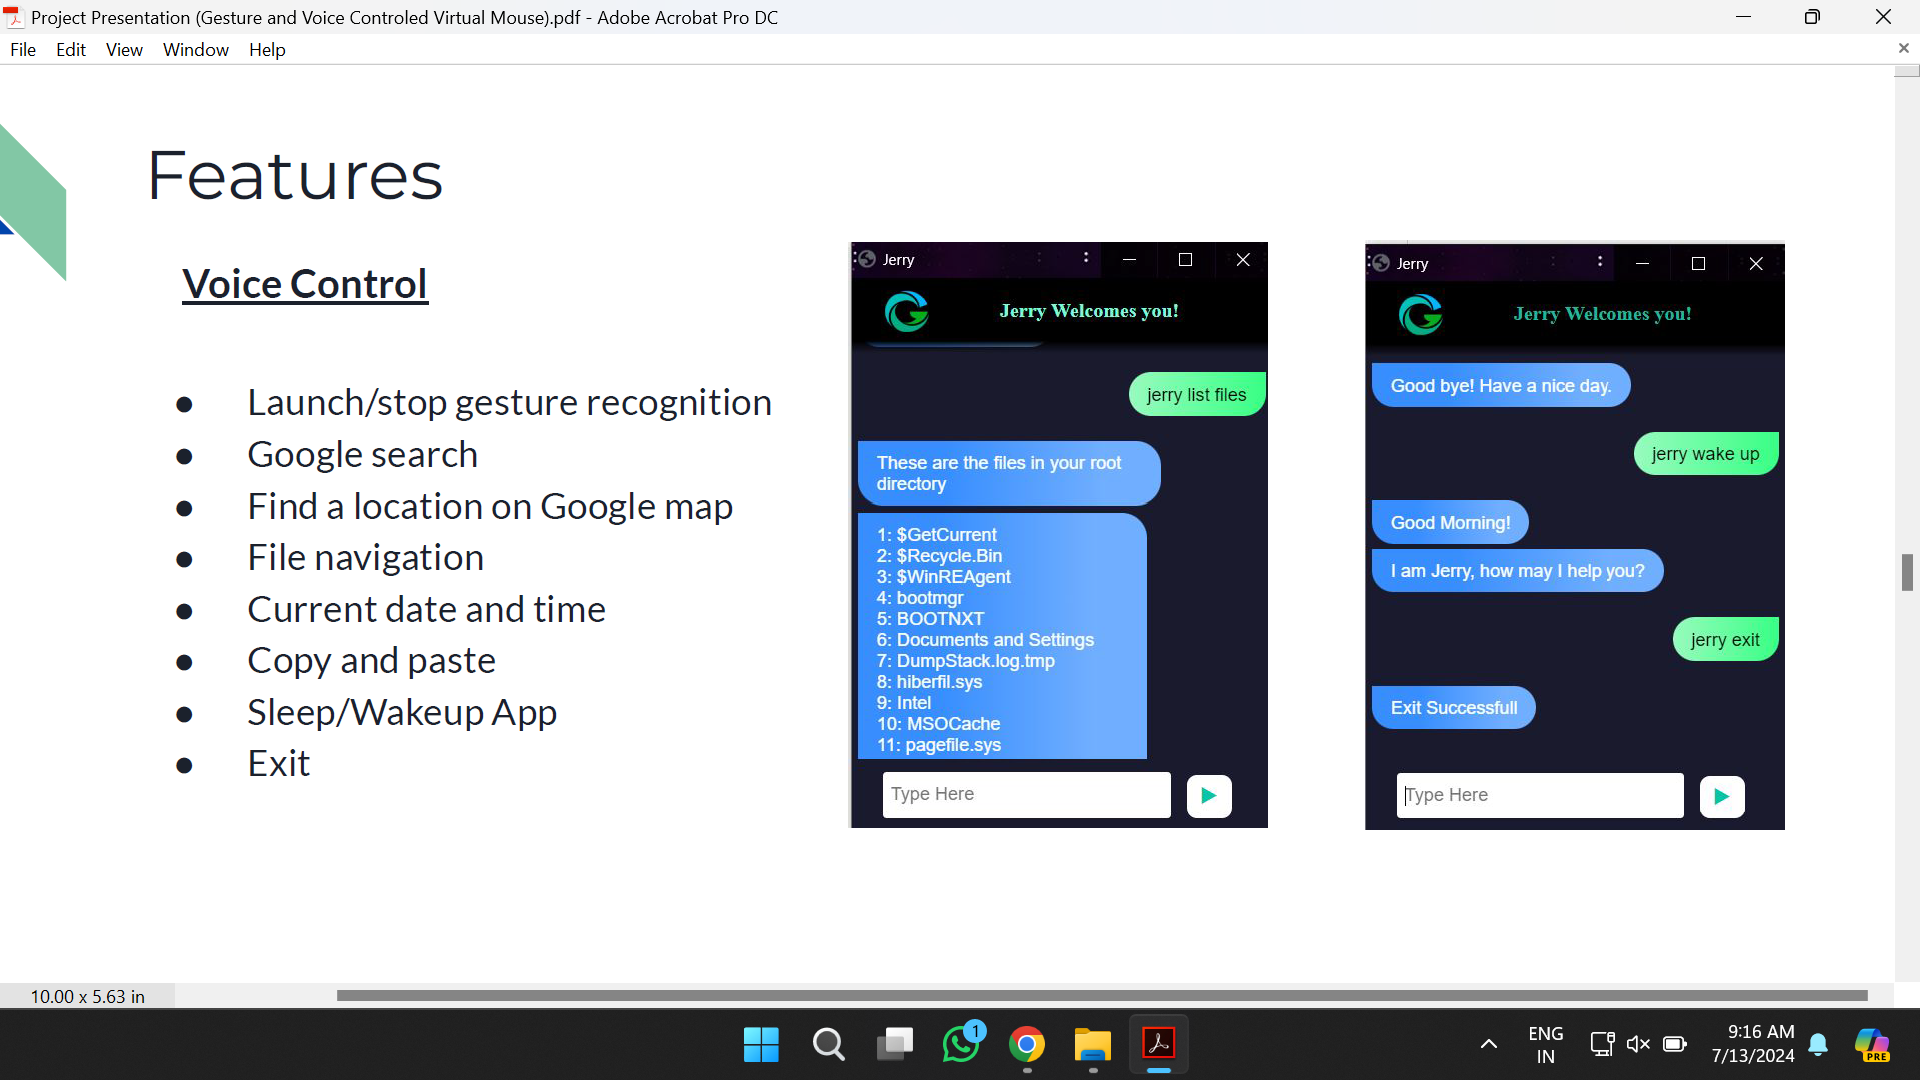 Project Presentation (Gesture and Voice Controled Virtual Mouse).pdf - Adobe Acrobat Pro DC
File Edit View Window Help
Features
Voice Control
● Launch/stop gesture recognition
● Google search
● Find a location on Google map
● File navigation
● Current date and time
● Copy and paste
● Sleep/Wakeup App
● Exit
Jerry
Jerry Welcomes you!
jerry list files
These are the files in your root
directory
1: $GetCurrent
2: $Recycle.Bin
3: $WinREAgent
4: bootmgr
5: BOOTNXT
6: Documents and Settings
7: DumpStack.log.tmp
8: hiberfil.sys
9: Intel
10: MSOCache
11: pagefile.sys
Type Here
Jerry
Jerry Welcomes you!
Good bye! Have a nice day.
jerry wake up
Good Morning!
I am Jerry, how may I help you?
jerry exit
Exit Successfull
Type Here
10.00 x 5.63 in
1
ENG
IN
9:16 AM
7/13/2024
PRE